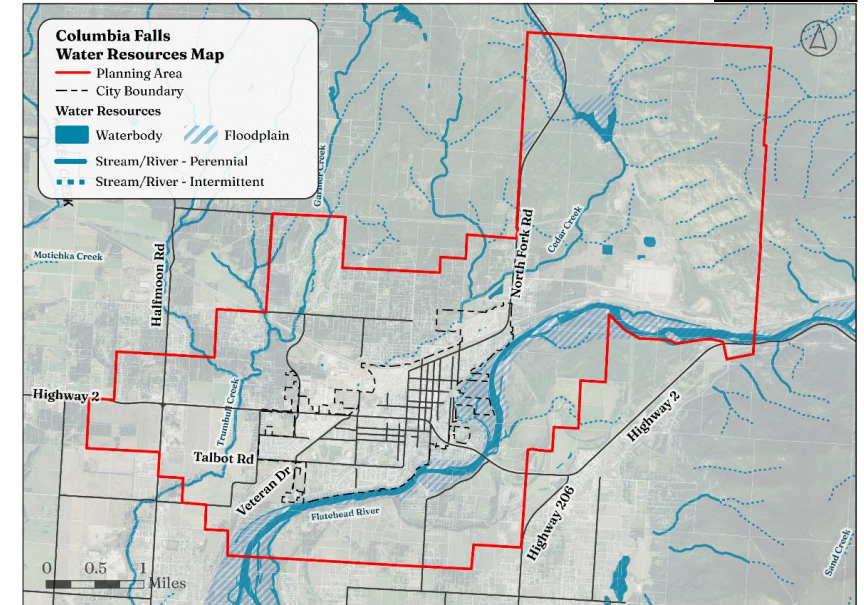 Columbia Falls
Water Resources Map
Planning Area
City Boundary
Water Resources
Waterbody
Floodplain
Stream/River - Perennial
Stream/River - Intermittent
Garnier Creek
Motichka Creek
Halfmoon Rd
North Fork Rd
Cedar Creek
Highway 2
Trumbull Creek
Talbot Rd
Veteran Dr
Flatehead River
Highway 2
Highway 206
Sand Creek
0 0.5 1
Miles